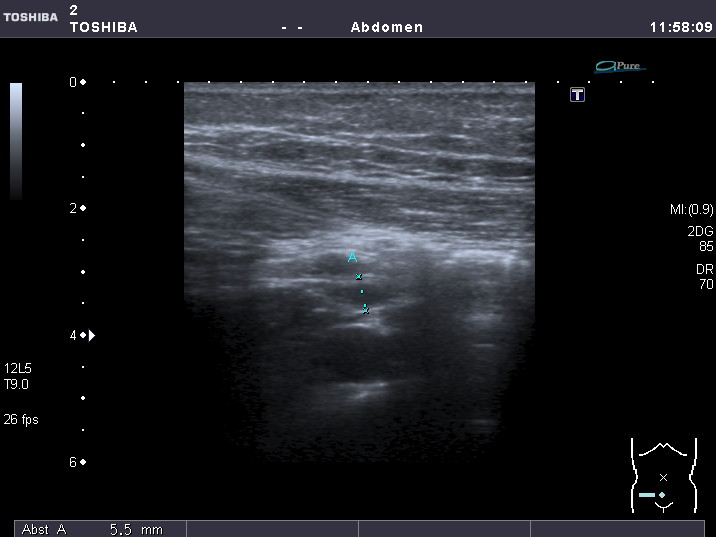 TOSHIBA
2
TOSHIBA - - Abdomen 11:58:09
APure
T
0
2
4
6
A
MI:(0.9)
2DG
85
DR
70
12L5
T9.0
26 fps
Abst A 5.5 mm